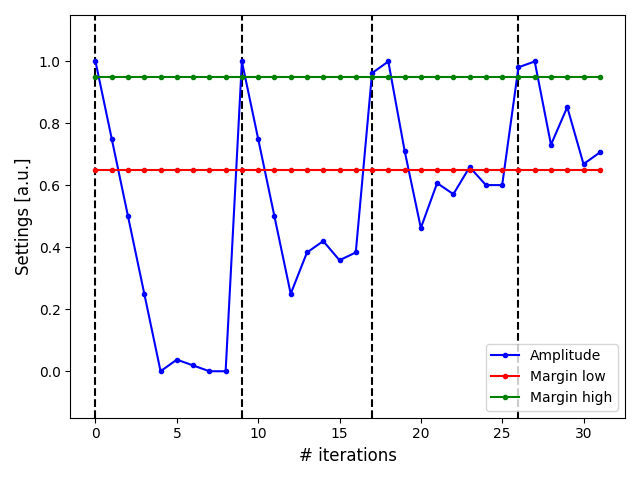 1.0
0.8
0.6
0.4
0.2
0.0
Settings [a.u.]
0 5 10 15 20 25 30
# iterations
Amplitude
Margin low
Margin high